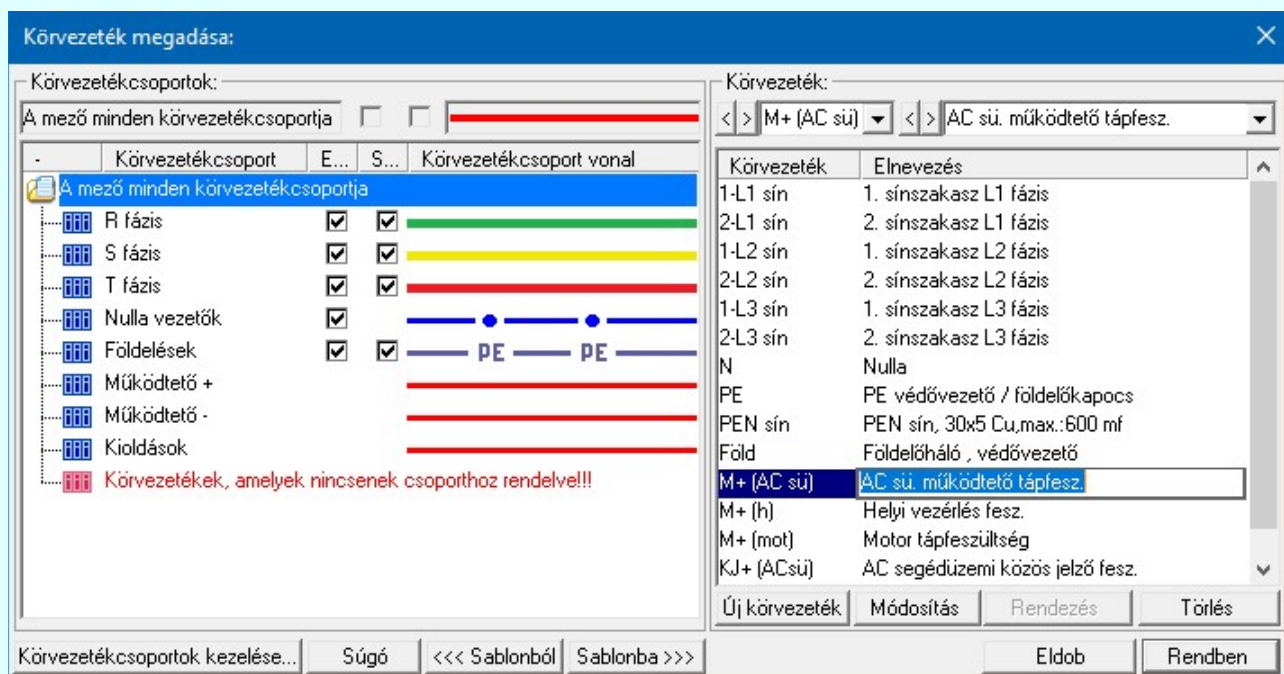 Körvezeték megadása:
Körvezetékcsoportok:
A mező minden körvezetékcsoportja
- Körvezetékcsoport E... S... Körvezetékcsoport vonal
A mező minden körvezetékcsoportja
R fázis
S fázis
T fázis
Nulla vezetők
Földelések PE PE
Működtető +
Működtető -
Kioldások
Körvezetékek, amelyek nincsenek csoporthoz rendelve!!!
Körvezeték:
< > M+ (AC sü) < > AC sü. működtető tápfesz.
Körvezeték Elnevezés
1-L1 sín 1. sínszakasz L1 fázis
2-L1 sín 2. sínszakasz L1 fázis
1-L2 sín 1. sínszakasz L2 fázis
2-L2 sín 2. sínszakasz L2 fázis
1-L3 sín 1. sínszakasz L3 fázis
2-L3 sín 2. sínszakasz L3 fázis
N Nulla
PE PE védővezető / földelőkapocs
PEN sín PEN sín, 30x5 Cu,max.:600 mf
Föld Földelőháló , védővezető
M+ (AC sü) AC sü. működtető tápfesz.
M+ (h) Helyi vezérlés fesz.
M+ (mot) Motor tápfeszültség
KJ+ (ACsü) AC segédüzemi közös jelző fesz.
Új körvezeték Módosítás Rendezés Törlés
Körvezetékcsoportok kezelése... Súgó <<< Sablonból Sablonba >>> Eldob Rendben